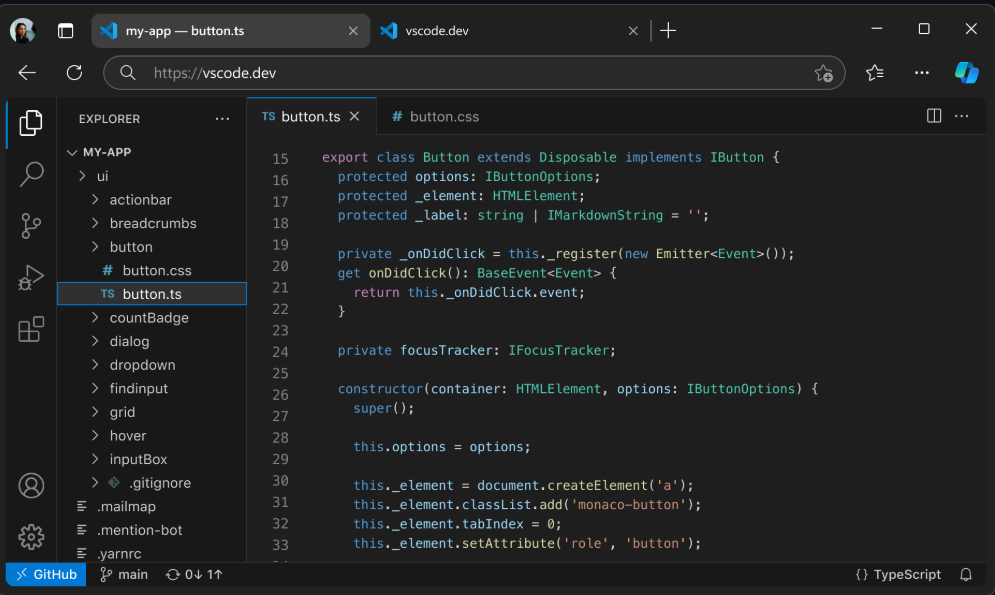 my-app — button.ts
vscode.dev
https://vscode.dev
EXPLORER
MY-APP
ui
actionbar
breadcrumbs
button
# button.css
TS button.ts
countBadge
dialog
dropdown
findinput
grid
hover
inputBox
.gitignore
.mailmap
.mention-bot
.yarnrc
TS button.ts
# button.css
15 export class Button extends Disposable implements IButton {
16 protected options: IButtonOptions;
17 protected _element: HTMLElement;
18 protected _label: string | IMarkdownString = '';
19
20 private _onDidClick = this._register(new Emitter<Event>());
21 get onDidClick(): BaseEvent<Event> {
22 return this._onDidClick.event;
23 }
24
25 private focusTracker: IFocusTracker;
26
27 constructor(container: HTMLElement, options: IButtonOptions) {
28 super();
29
30 this.options = options;
31
32 this._element = document.createElement('a');
33 this._element.classList.add('monaco-button');
this._element.tabIndex = 0;
this._element.setAttribute('role', 'button');
GitHub
main
0↓ 1↑
{} TypeScript